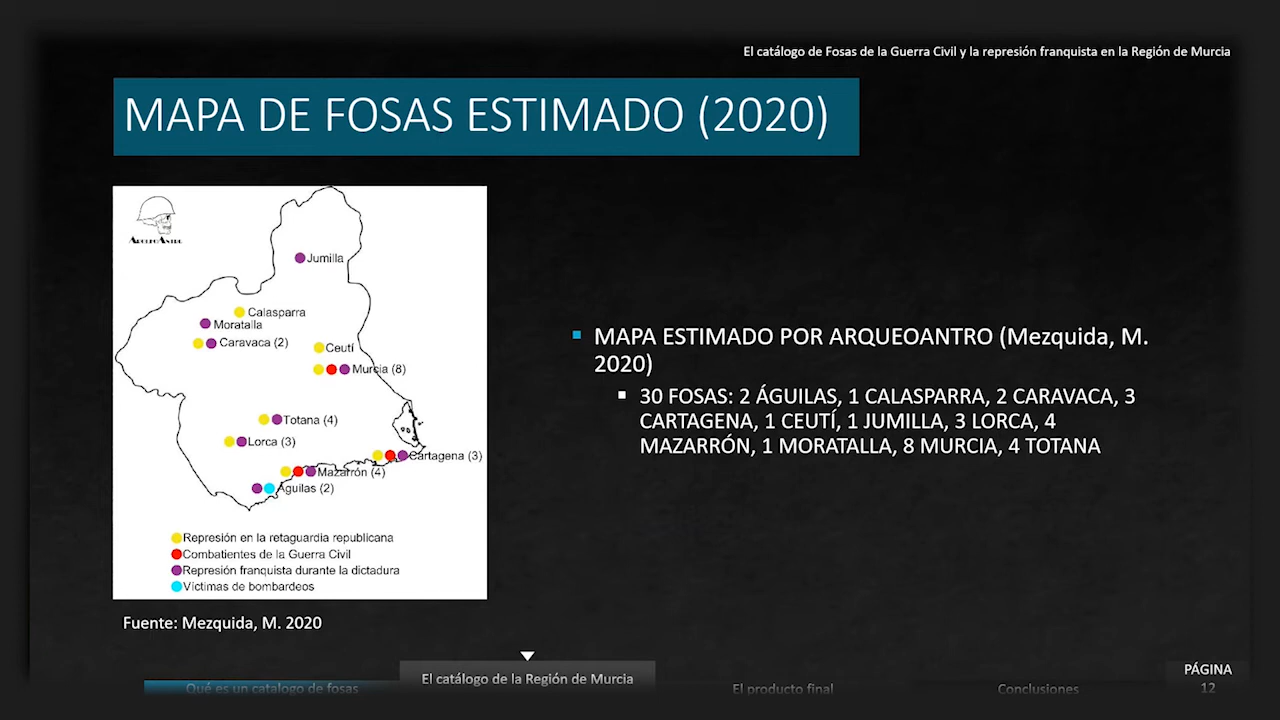 El catálogo de Fosas de la Guerra Civil y la represión franquista en la Región de Murcia
MAPA DE FOSAS ESTIMADO (2020)
ARQUEOANTRO
Jumilla
Calasparra
Moratalla
Caravaca (2)
Ceutí
Murcia (8)
Totana (4)
Lorca (3)
Cartagena (3)
Mazarrón (4)
Águilas (2)
Represión en la retaguardia republicana
Combatientes de la Guerra Civil
Represión franquista durante la dictadura
Víctimas de bombardeos
Fuente: Mezquida, M. 2020
MAPA ESTIMADO POR ARQUEOANTRO (Mezquida, M.
2020)
30 FOSAS: 2 ÁGUILAS, 1 CALASPARRA, 2 CARAVACA, 3
CARTAGENA, 1 CEUTÍ, 1 JUMILLA, 3 LORCA, 4
MAZARRÓN, 1 MORATALLA, 8 MURCIA, 4 TOTANA
Qué es un catalogo de fosas
El catálogo de la Región de Murcia
El producto final
Conclusiones
PÁGINA
12